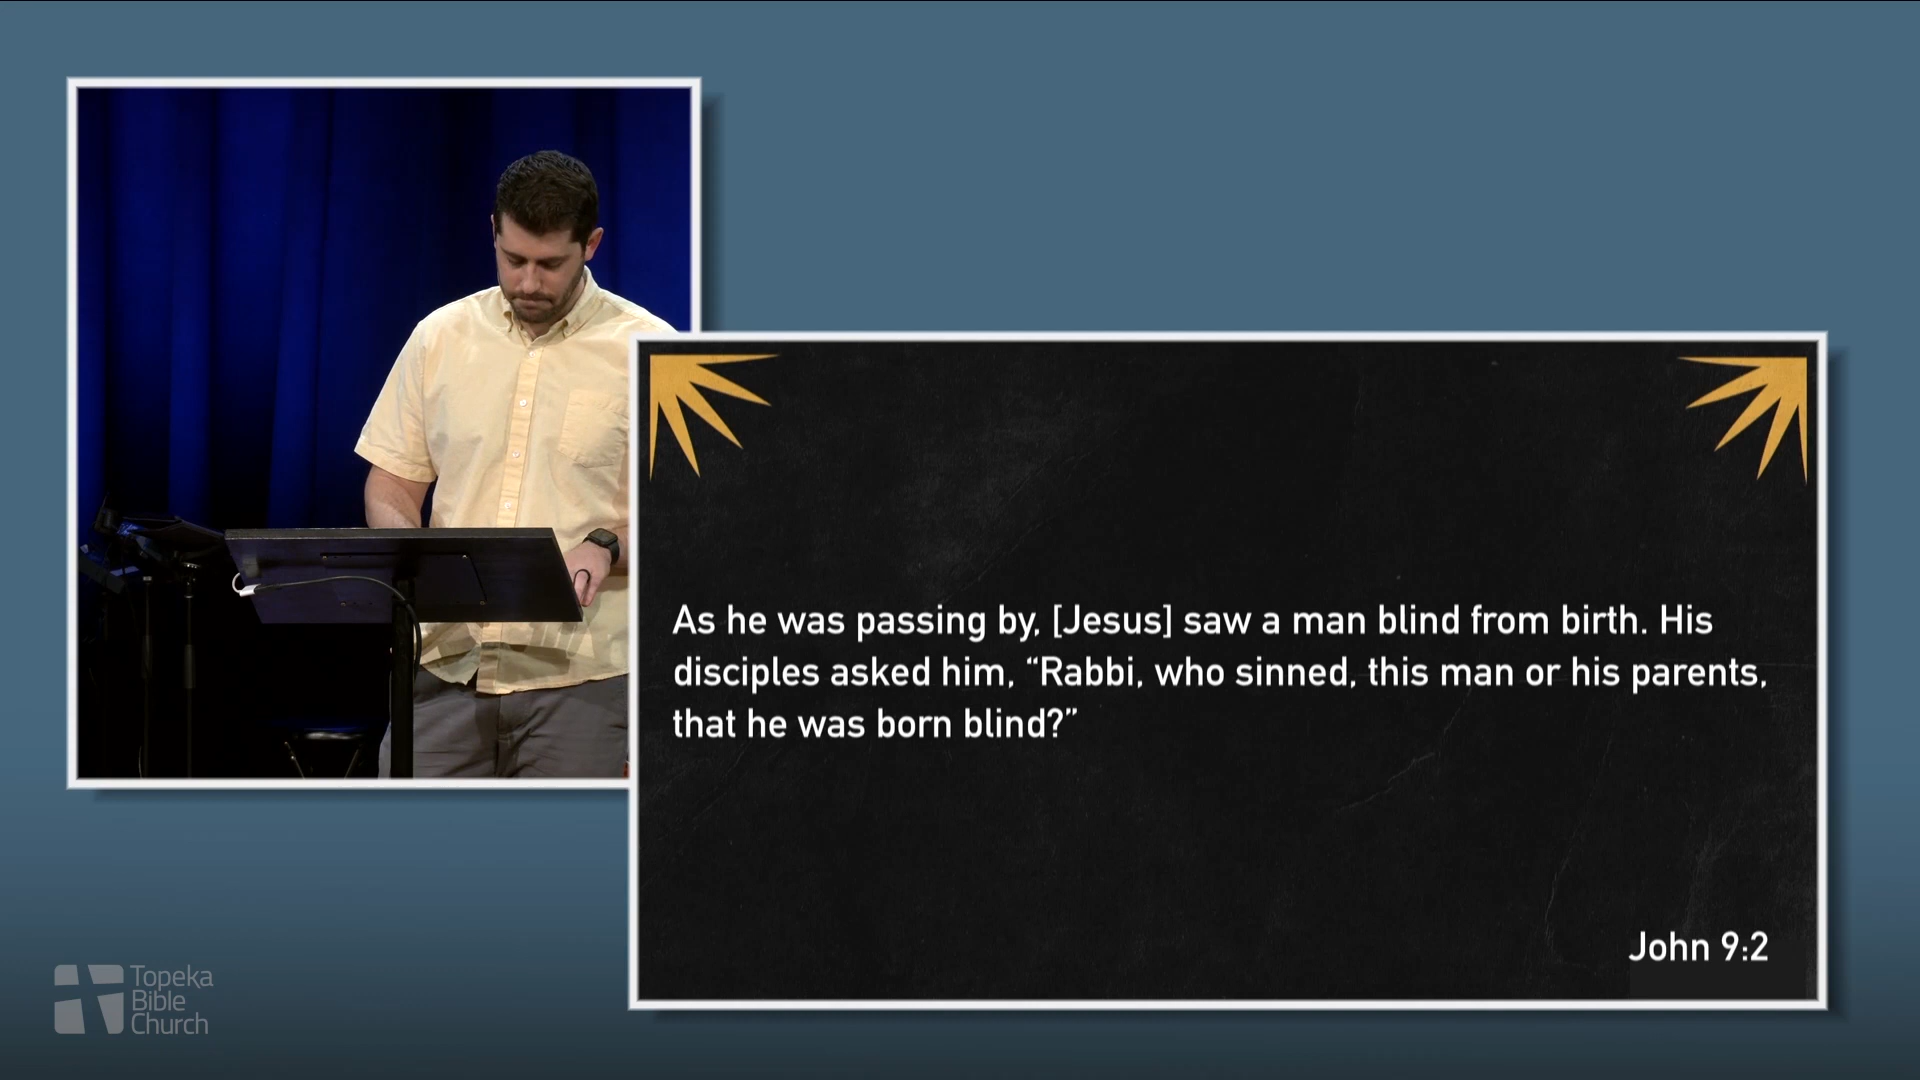 As he was passing by, [Jesus] saw a man blind from birth. His
disciples asked him, “Rabbi, who sinned, this man or his parents,
that he was born blind?”
John 9:2
Topeka
Bible
Church